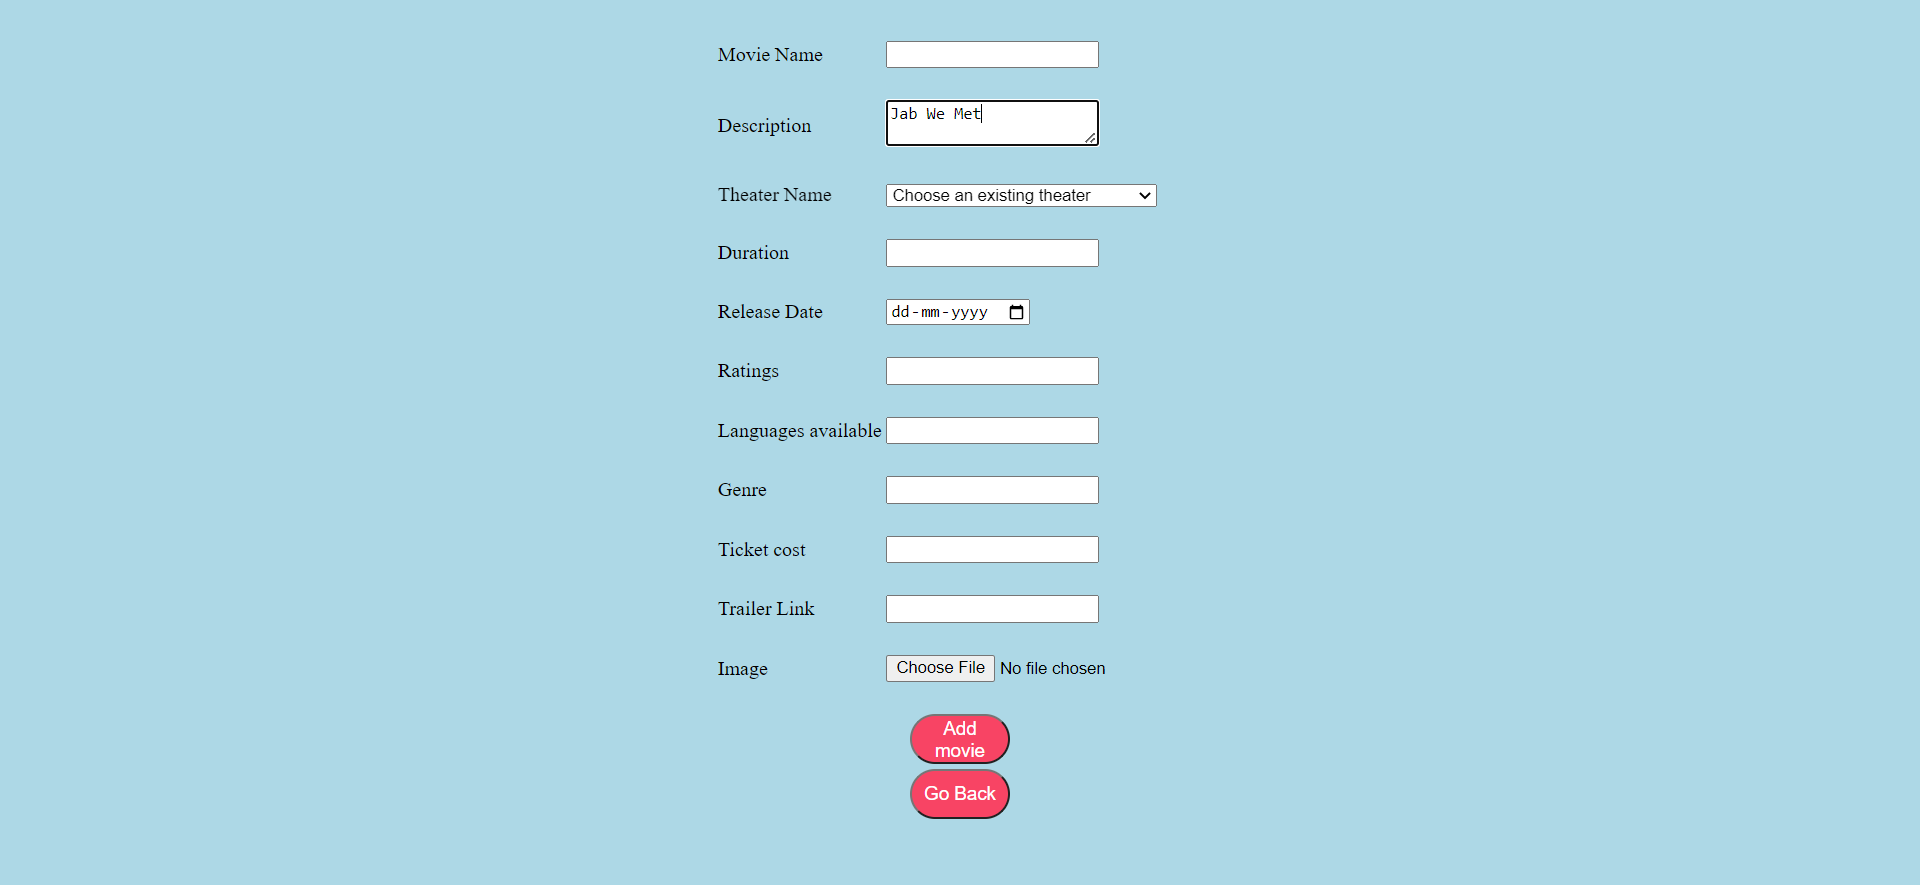 Movie Name
Description Jab We Met
Theater Name Choose an existing theater
Duration
Release Date dd-mm-yyyy
Ratings
Languages available
Genre
Ticket cost
Trailer Link
Image Choose File No file chosen
Add
movie
Go Back